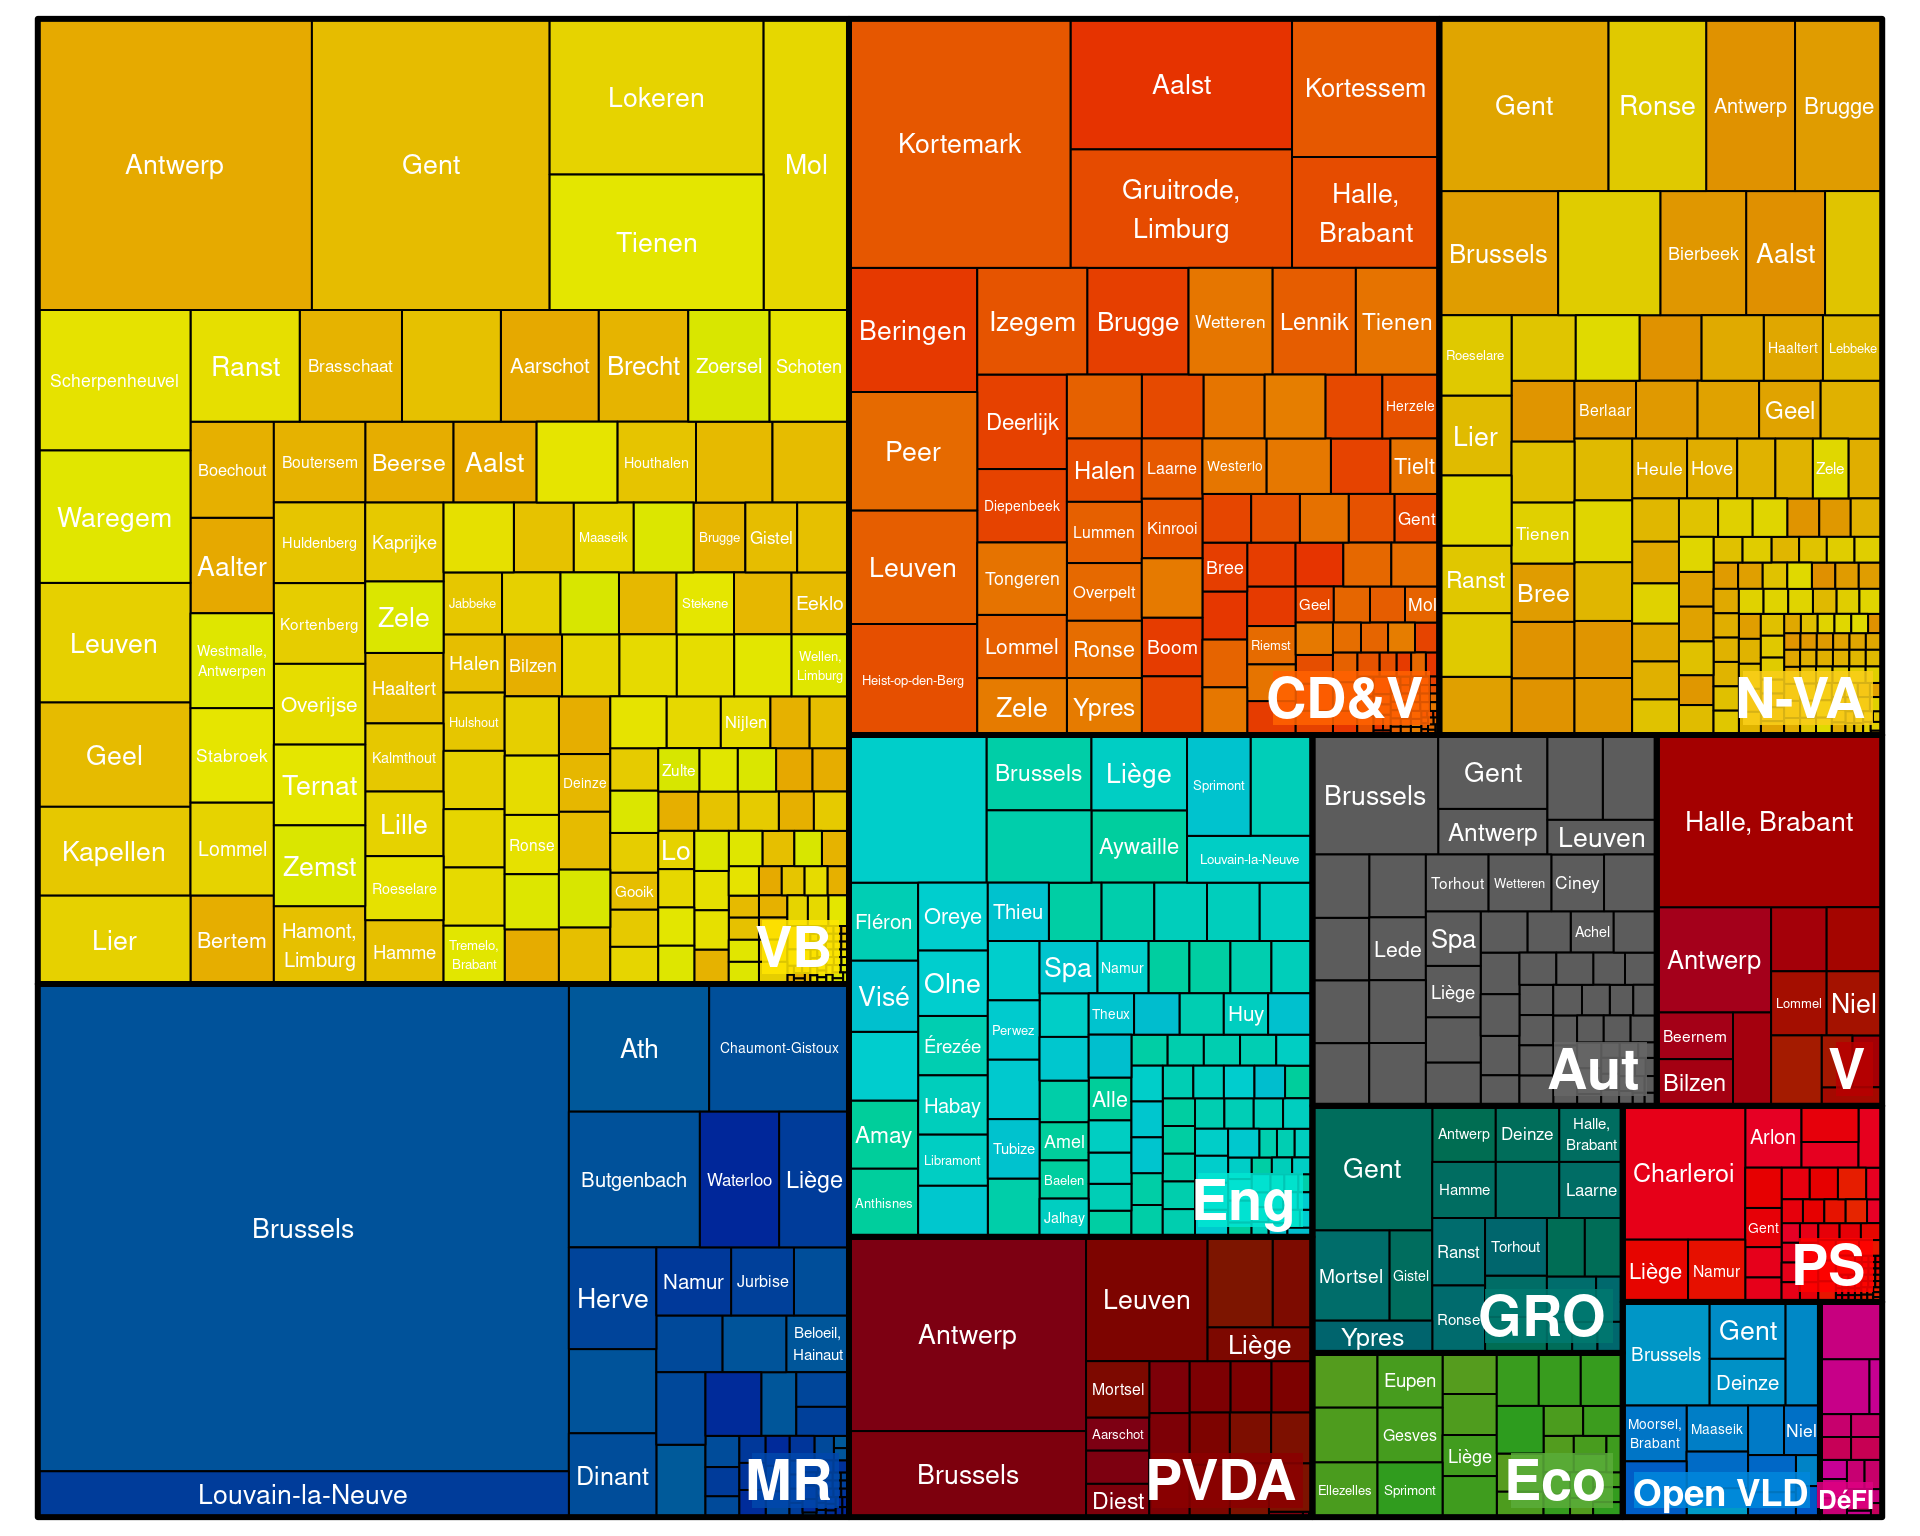 Antwerp
Gent
Lokeren
Tienen
Mol
Scherpenheuvel
Ranst
Brasschaat
Aarschot
Brecht
Zoersel
Schoten
Waregem
Boechout
Boutersem
Beerse
Aalst
Houthalen
Aalter
Huldenberg
Kaprijke
Maaseik
Brugge
Gistel
Leuven
Westmalle,
Antwerpen
Kortenberg
Zele
Jabbeke
Stekene
Eeklo
Halen
Bilzen
Wellen,
Limburg
Geel
Stabroek
Overijse
Haaltert
Hulshout
Nijlen
Ternat
Kalmthout
Deinze
Zulte
Kapellen
Lommel
Zemst
Lille
Ronse
Lo
Roeselare
Gooik
Lier
Bertem
Hamont,
Limburg
Hamme
Tremelo,
Brabant
VB
Kortemark
Aalst
Kortessem
Gruitrode,
Limburg
Halle,
Brabant
Beringen
Izegem
Brugge
Wetteren
Lennik
Tienen
Peer
Deerlijk
Herzele
Diepenbeek
Halen
Laarne
Westerlo
Tielt
Leuven
Lummen
Kinrooi
Gent
Tongeren
Overpelt
Bree
Geel
Mol
Heist-op-den-Berg
Lommel
Ronse
Boom
Riemst
Zele
Ypres
CD&V
Gent
Ronse
Antwerp
Brugge
Brussels
Bierbeek
Aalst
Roeselare
Haaltert
Lebbeke
Lier
Berlaar
Geel
Heule
Hove
Zele
Tienen
Ranst
Bree
N-VA
Brussels
Ath
Chaumont-Gistoux
Butgenbach
Waterloo
Liège
Herve
Namur
Jurbise
Beloeil,
Hainaut
Dinant
Louvain-la-Neuve
MR
Brussels
Liège
Sprimont
Aywaille
Louvain-la-Neuve
Fléron
Oreye
Thieu
Visé
Olne
Spa
Namur
Perwez
Theux
Huy
Érezée
Amay
Habay
Alle
Libramont
Tubize
Amel
Anthisnes
Baelen
Jalhay
Eng
Brussels
Gent
Antwerp
Leuven
Torhout
Wetteren
Ciney
Lede
Spa
Achel
Liège
Aut
Halle, Brabant
Antwerp
Lommel
Niel
Beernem
Bilzen
V
Antwerp
Leuven
Liège
Mortsel
Aarschot
Brussels
Diest
PVDA
Gent
Antwerp
Deinze
Halle,
Brabant
Hamme
Laarne
Mortsel
Gistel
Ranst
Torhout
Ronse
Ypres
GRO
Charleroi
Arlon
Gent
Liège
Namur
PS
Eupen
Gesves
Liège
Ellezelles
Sprimont
Eco
Brussels
Gent
Deinze
Moorsel,
Brabant
Maaseik
Niel
Open VLD
DéFI